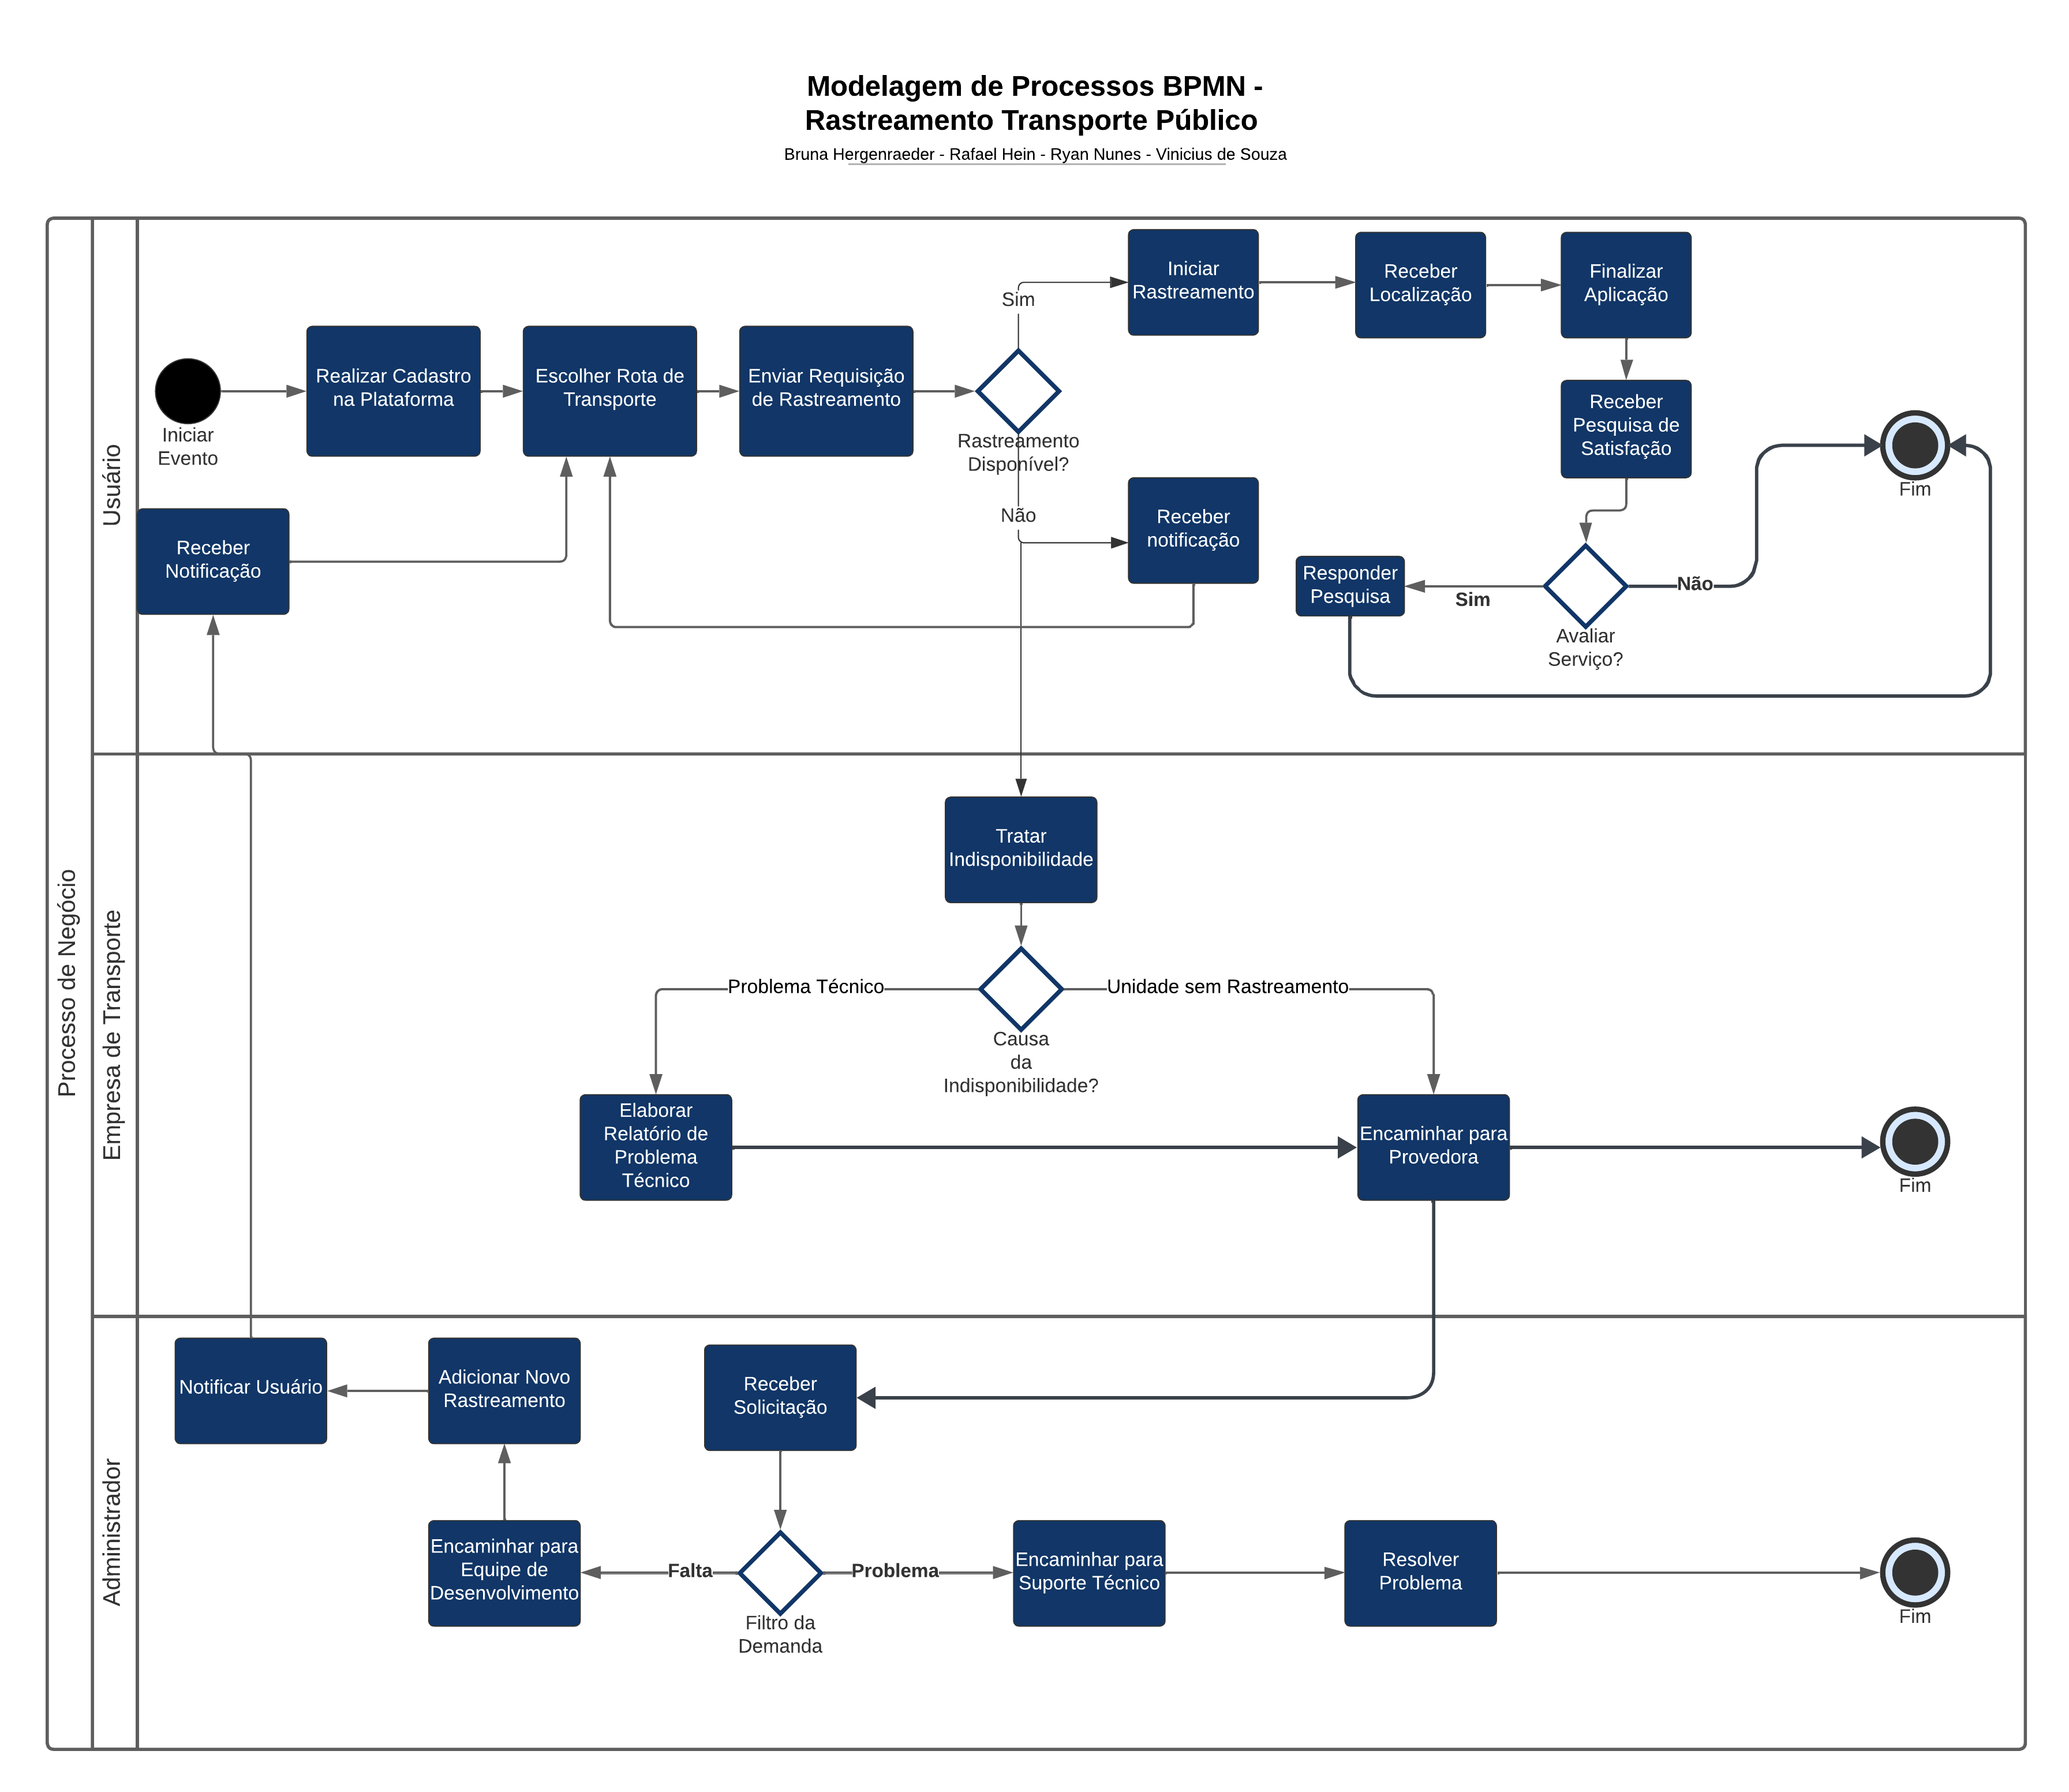 Modelagem de Processos BPMN -
Rastreamento Transporte Público
Bruna Hergenraeder - Rafael Hein - Ryan Nunes - Vinicius de Souza
Processo de Negócio
Usuário
Iniciar
Evento
Realizar Cadastro
na Plataforma
Escolher Rota de
Transporte
Enviar Requisição
de Rastreamento
Rastreamento
Disponível?
Sim
Não
Iniciar
Rastreamento
Receber
Localização
Finalizar
Aplicação
Receber
Pesquisa de
Satisfação
Receber
notificação
Receber
Notificação
Responder
Pesquisa
Sim
Avaliar
Serviço?
Não
Fim
Empresa de Transporte
Tratar
Indisponibilidade
Problema Técnico
Unidade sem Rastreamento
Causa
da
Indisponibilidade?
Elaborar
Relatório de
Problema
Técnico
Encaminhar para
Provedora
Fim
Administrador
Notificar Usuário
Adicionar Novo
Rastreamento
Receber
Solicitação
Encaminhar para
Equipe de
Desenvolvimento
Falta
Filtro da
Demanda
Problema
Encaminhar para
Suporte Técnico
Resolver
Problema
Fim